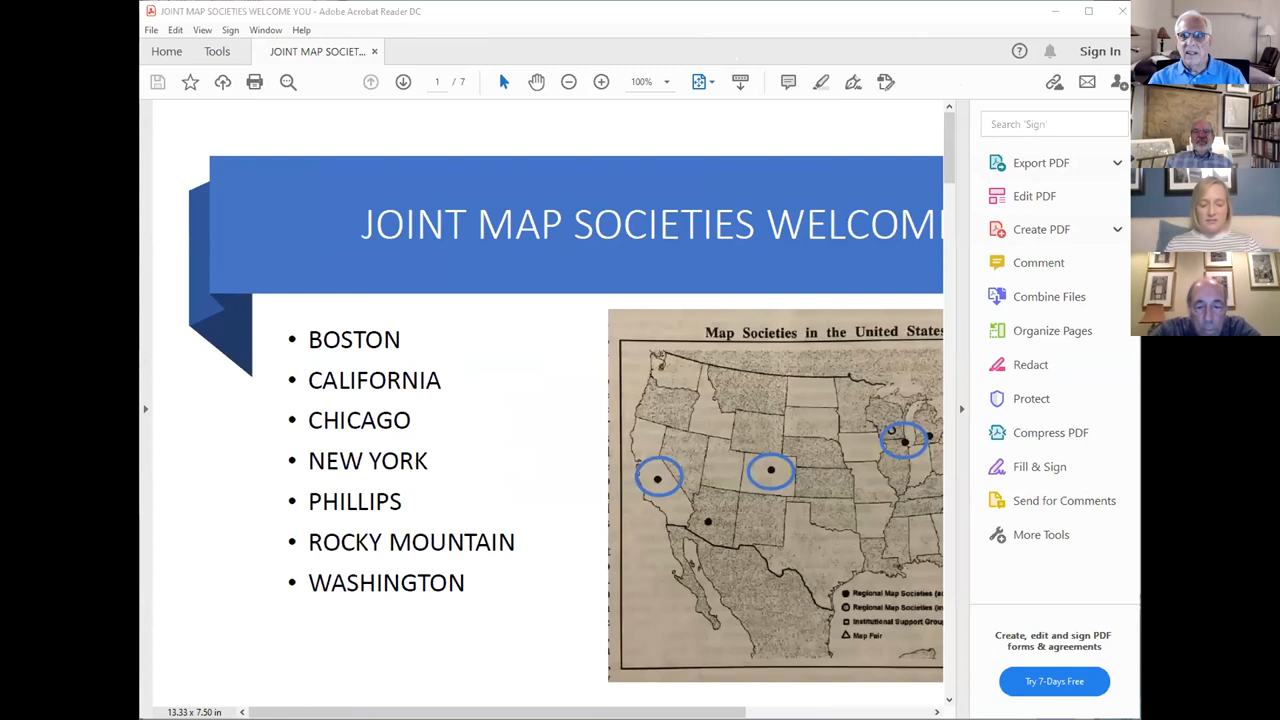 JOINT MAP SOCIETIES WELCOME YOU - Adobe Acrobat Reader DC
File Edit View Sign Window Help
Home Tools JOINT MAP SOCIET... × Sign In
1 / 7 100%
Search 'Sign'
JOINT MAP SOCIETIES WELCOME
• BOSTON
• CALIFORNIA
• CHICAGO
• NEW YORK
• PHILLIPS
• ROCKY MOUNTAIN
• WASHINGTON
Map Societies in the United States
Regional Map Societies
Regional Map Societies
Institutional Support Grou
Map Fair
Export PDF
Edit PDF
Create PDF
Comment
Combine Files
Organize Pages
Redact
Protect
Compress PDF
Fill & Sign
Send for Comments
More Tools
Create, edit and sign PDF
forms & agreements
Try 7-Days Free
13.33 x 7.50 in